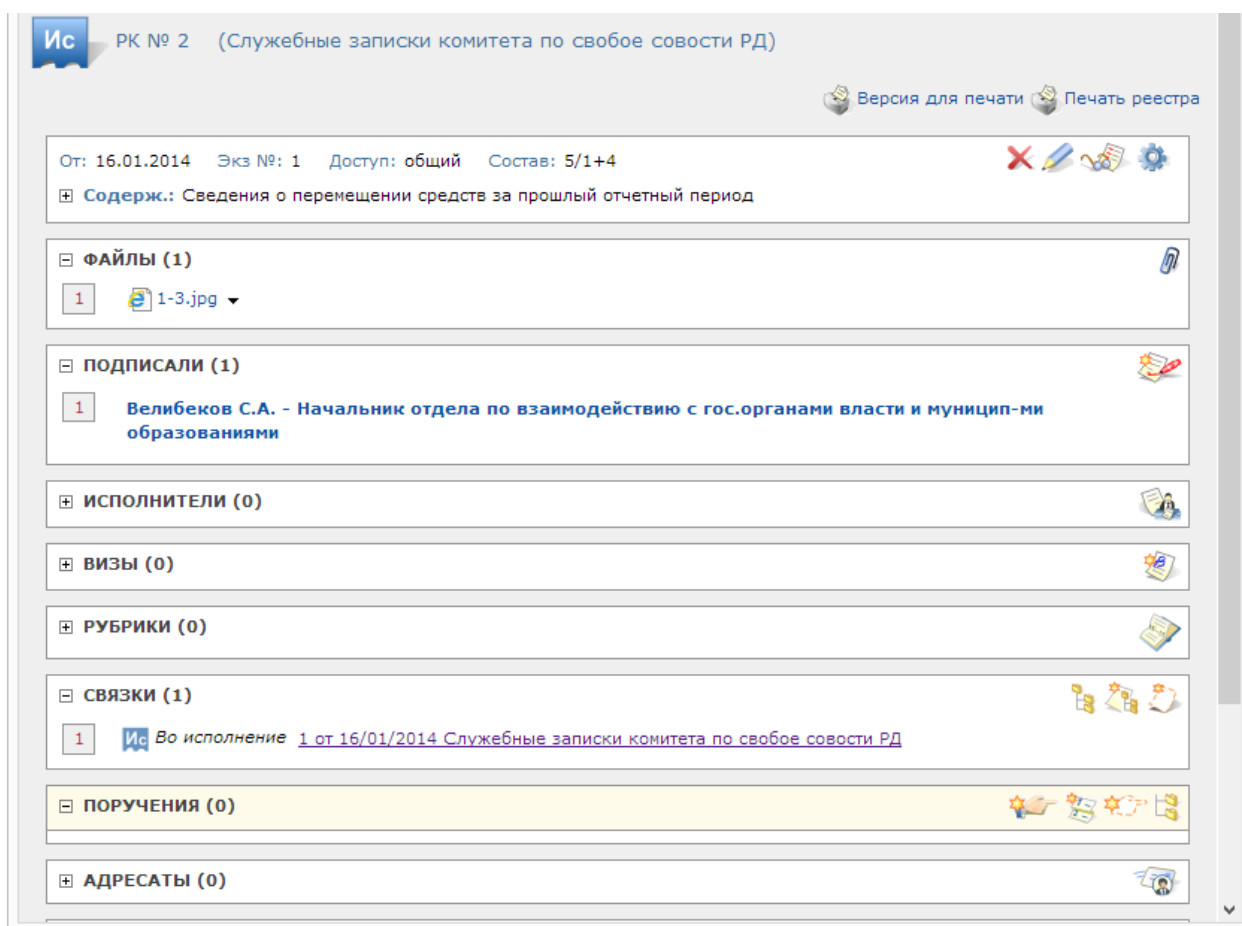 Ис РК № 2 (Служебные записки комитета по свобое совости РД)
Версия для печати Печать реестра
От: 16.01.2014 Экз №: 1 Доступ: общий Состав: 5/1+4
Содерж.: Сведения о перемещении средств за прошлый отчетный период
ФАЙЛЫ (1)
1 1-3.jpg
ПОДПИСАЛИ (1)
1 Велибеков С.А. - Начальник отдела по взаимодействию с гос.органами власти и муницип-ми
образованиями
ИСПОЛНИТЕЛИ (0)
ВИЗЫ (0)
РУБРИКИ (0)
СВЯЗКИ (1)
1 Ис Во исполнение 1 от 16/01/2014 Служебные записки комитета по свобое совости РД
ПОРУЧЕНИЯ (0)
АДРЕСАТЫ (0)